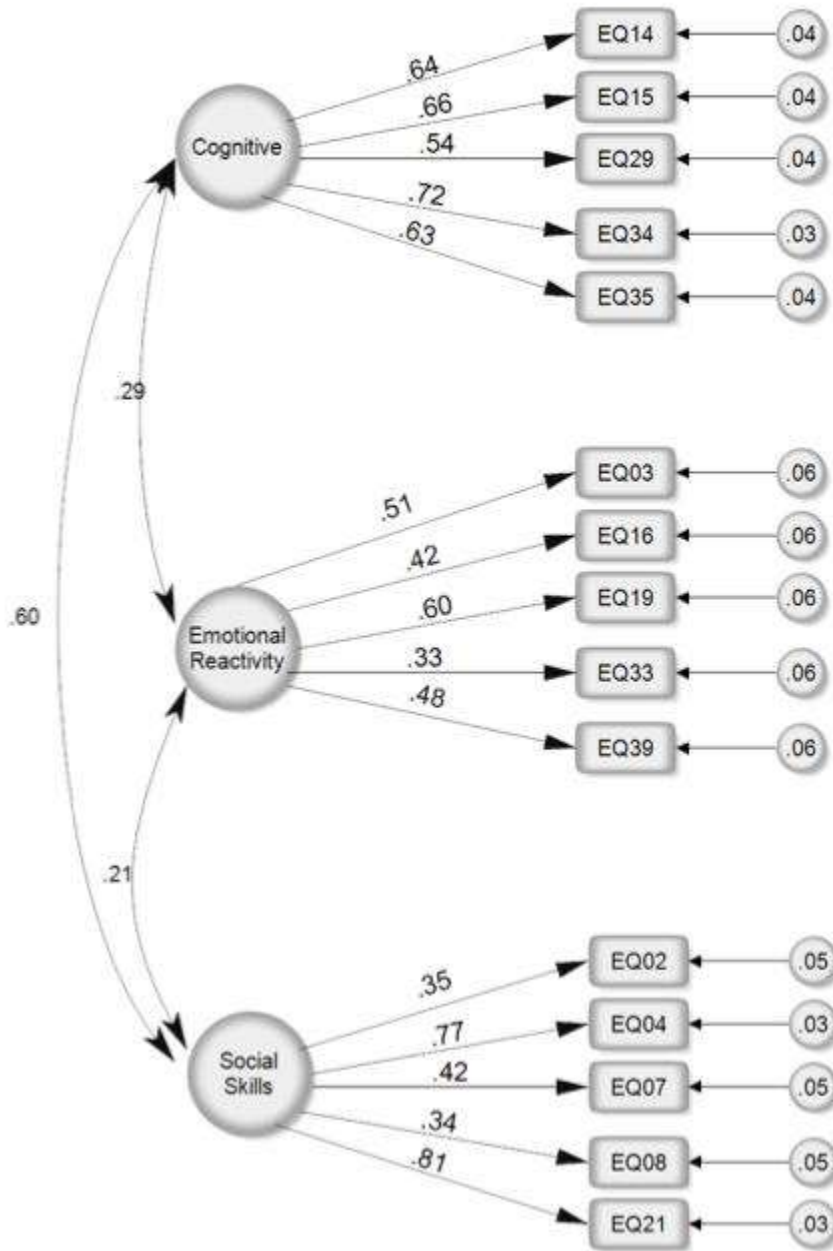 EQ14
.04
.64
EQ15
.04
.66
Cognitive
EQ29
.04
.54
EQ34
.03
.72
EQ35
.04
.63
.29
EQ03
.06
.51
EQ16
.06
.42
EQ19
.06
.60
.60
Emotional
Reactivity
EQ33
.06
.33
EQ39
.06
.48
.21
EQ02
.05
.35
EQ04
.03
.77
Social
Skills
EQ07
.05
.42
EQ08
.05
.34
EQ21
.03
.81